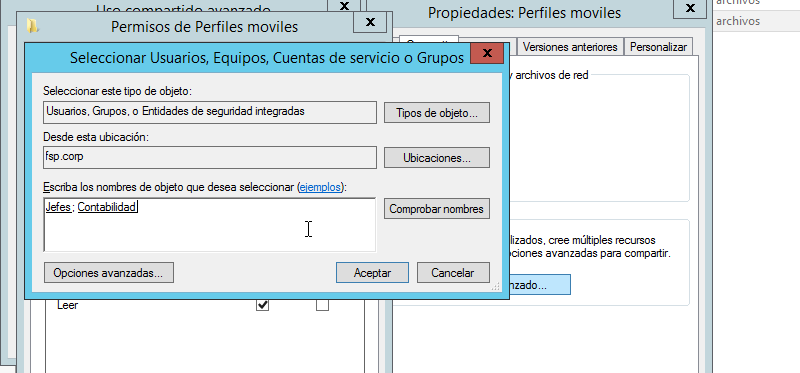 Uso compartido avanzado
x
Permisos de Perfiles moviles
x
Propiedades: Perfiles moviles
x
archivos
archivos
Seleccionar Usuarios, Equipos, Cuentas de servicio o Grupos
x
Versiones anteriores
Personalizar
Seleccionar este tipo de objeto:
Usuarios, Grupos, o Entidades de seguridad integradas
Tipos de objeto...
y archivos de red
Desde esta ubicación:
fsp.corp
Ubicaciones...
Escriba los nombres de objeto que desea seleccionar (ejemplos):
Jefes; Contabilidad
Comprobar nombres
lizados, cree múltiples recursos
pciones avanzadas para compartir.
Opciones avanzadas...
Aceptar
Cancelar
nzado...
Leer